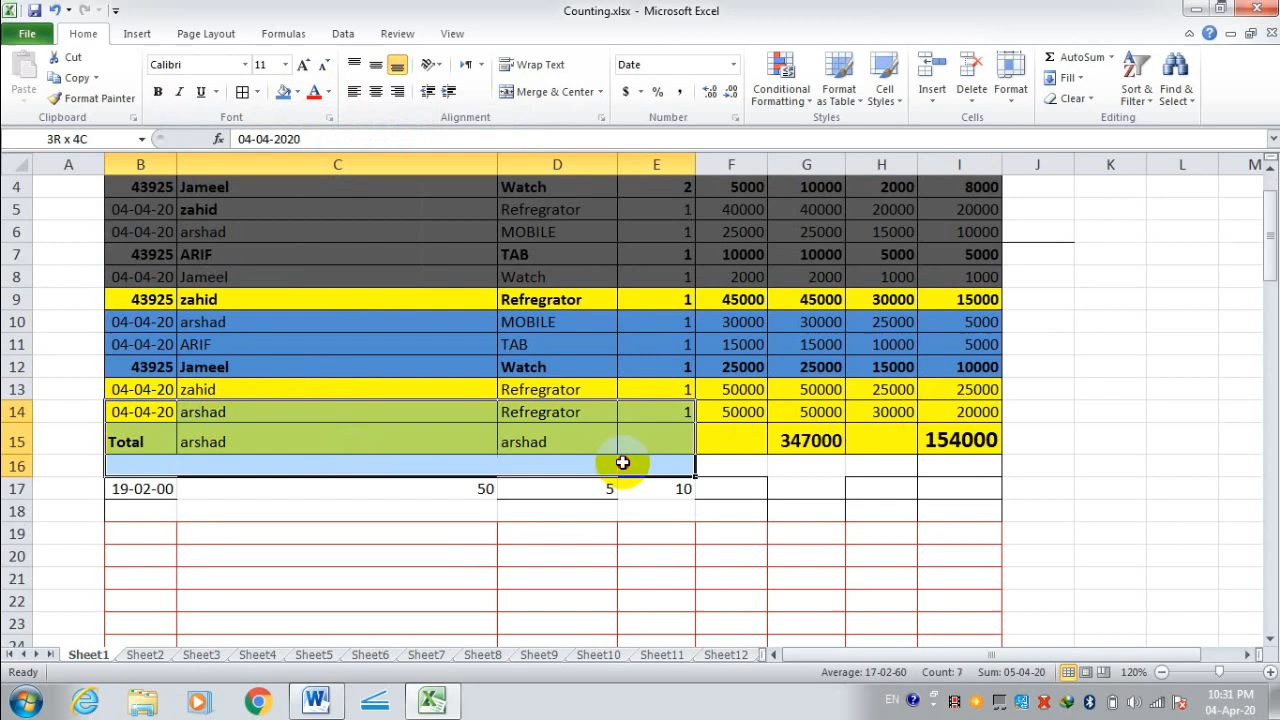 Counting.xlsx - Microsoft Excel
File Home Insert Page Layout Formulas Data Review View
Paste
Cut
Copy
Format Painter
Clipboard
Calibri 11
B I U
Font
Wrap Text
Merge & Center
Alignment
Date
$ % ,
Number
Conditional Formatting
Format as Table
Cell Styles
Styles
Insert Delete Format
Cells
AutoSum
Fill
Clear
Sort & Filter
Find & Select
Editing
3R x 4C fx 04-04-2020
A B C D E F G H I J K L M
4 43925 Jameel Watch 2 5000 10000 2000 8000
5 04-04-20 zahid Refregrator 1 40000 40000 20000 20000
6 04-04-20 arshad MOBILE 1 25000 25000 15000 10000
7 43925 ARIF TAB 1 10000 10000 5000 5000
8 04-04-20 Jameel Watch 1 2000 2000 1000 1000
9 43925 zahid Refregrator 1 45000 45000 30000 15000
10 04-04-20 arshad MOBILE 1 30000 30000 25000 5000
11 04-04-20 ARIF TAB 1 15000 15000 10000 5000
12 43925 Jameel Watch 1 25000 25000 15000 10000
13 04-04-20 zahid Refregrator 1 50000 50000 25000 25000
14 04-04-20 arshad Refregrator 1 50000 50000 30000 20000
15 Total arshad arshad 347000 154000
16
17 19-02-00 50 5 10
18
19
20
21
22
23
24
Sheet1 Sheet2 Sheet3 Sheet4 Sheet5 Sheet6 Sheet7 Sheet8 Sheet9 Sheet10 Sheet11 Sheet12
Ready Average: 17-02-60 Count: 7 Sum: 05-04-20 120%
EN 10:31 PM
04-Apr-20